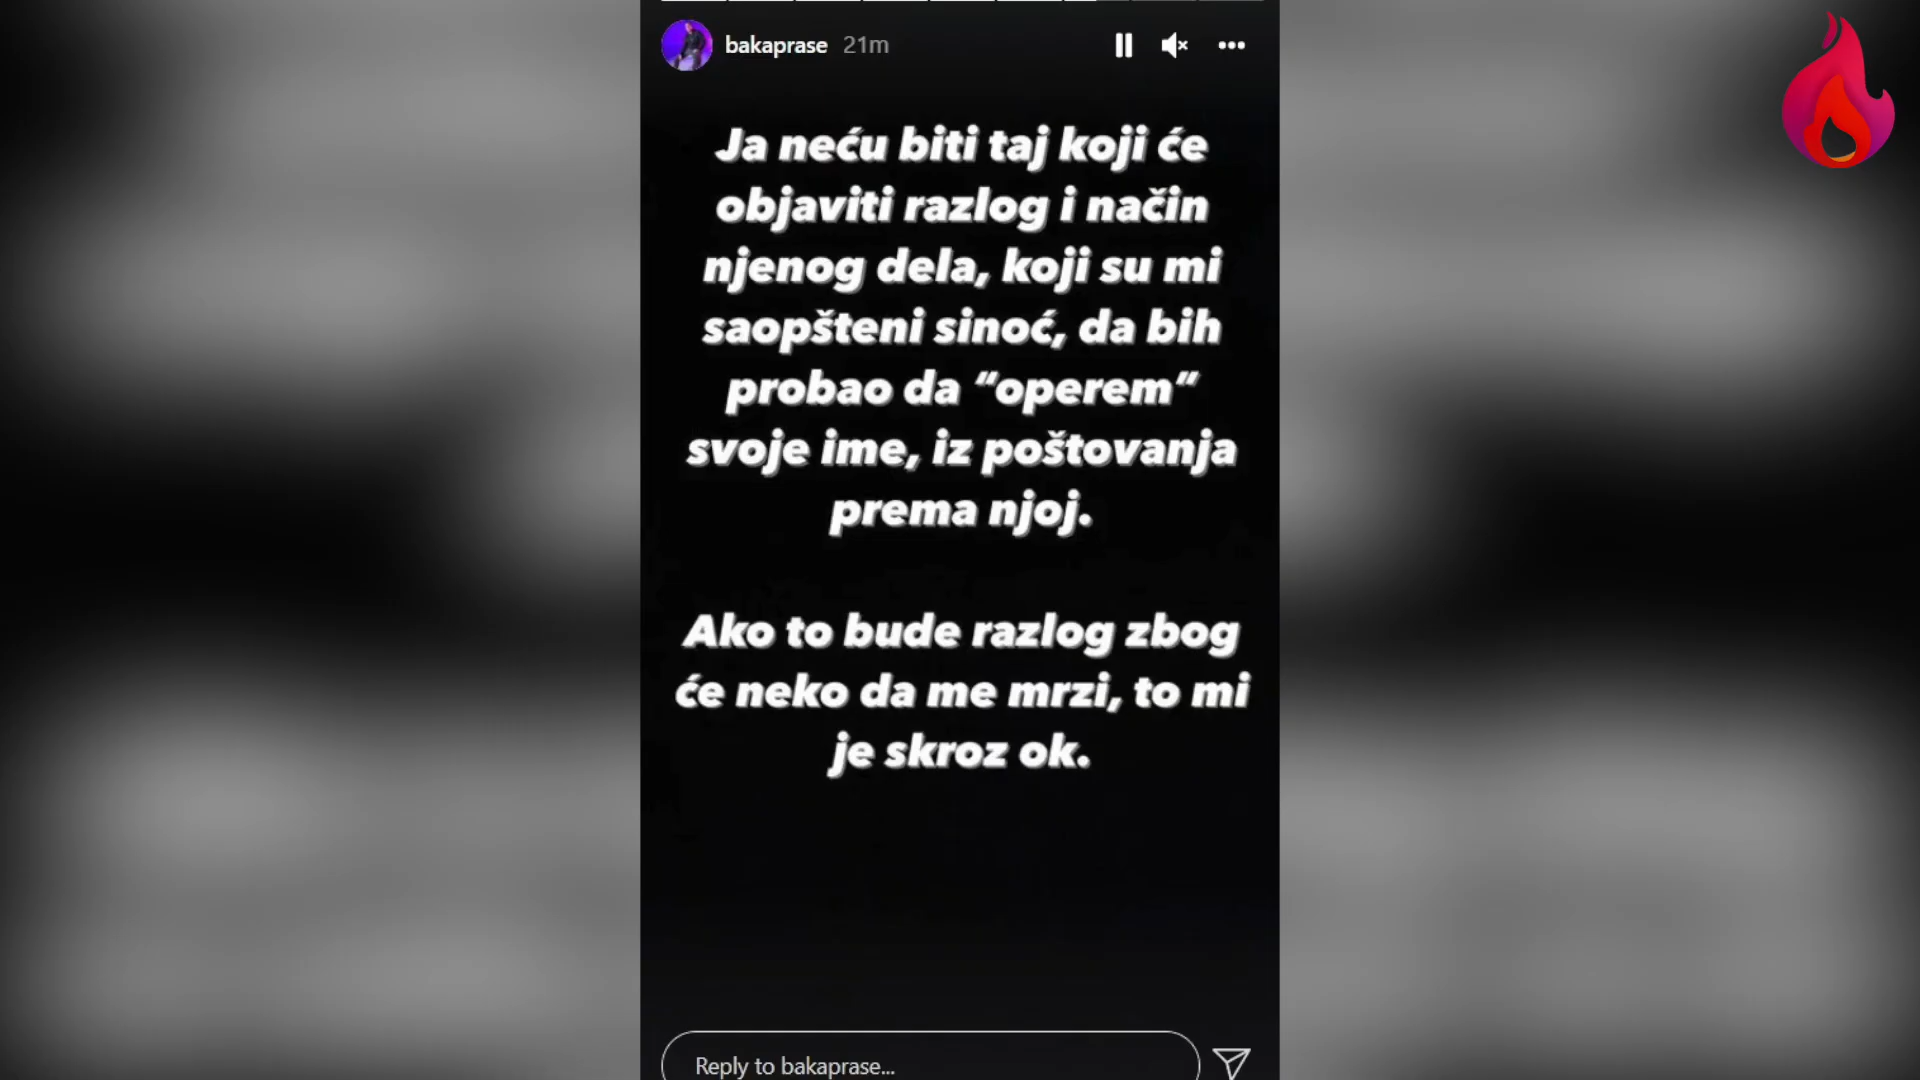 bakaprase 21m
Ja neću biti taj koji će
objaviti razlog i način
njenog dela, koji su mi
saopšteni sinoć, da bih
probao da “operem”
svoje ime, iz poštovanja
prema njoj.
Ako to bude razlog zbog
će neko da me mrzi, to mi
je skroz ok.
Reply to bakaprase...